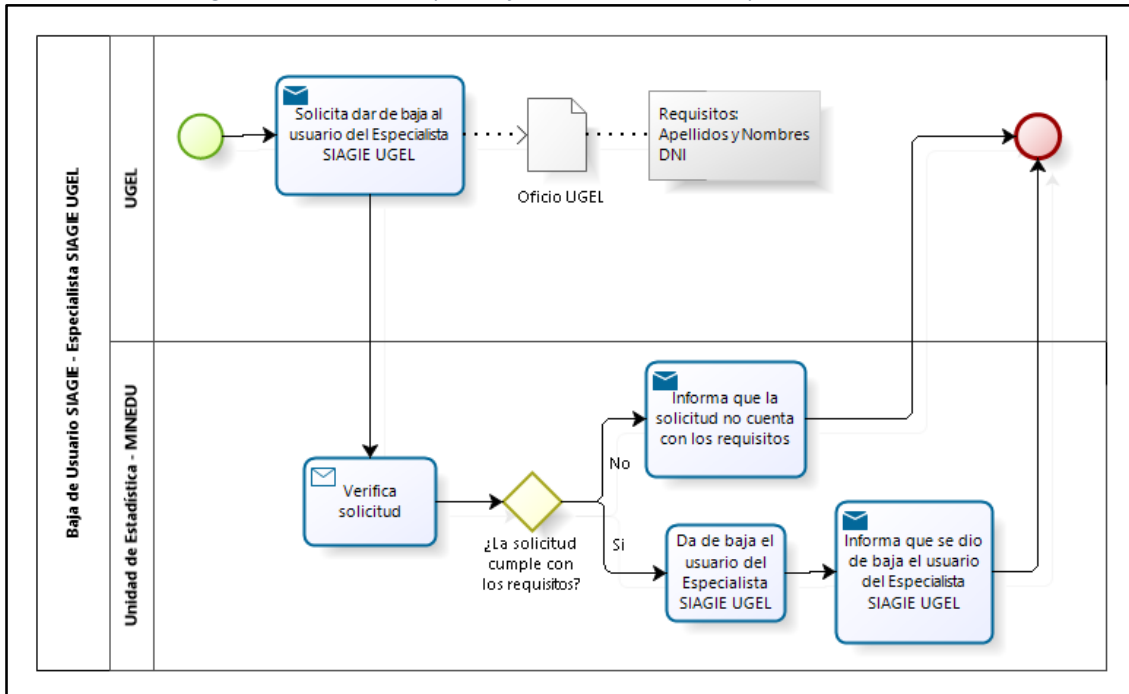 Baja de Usuario SIAGIE - Especialista SIAGIE UGEL
UGEL
Solicita dar de baja al
usuario del Especialista
SIAGIE UGEL
Oficio UGEL
Requisitos:
Apellidos y Nombres
DNI
Unidad de Estadística - MINEDU
Verifica
solicitud
¿La solicitud
cumple con
los requisitos?
No
Informa que la
solicitud no cuenta
con los requisitos
Si
Da de baja el
usuario del
Especialista
SIAGIE UGEL
Informa que se dio
de baja el usuario
del Especialista
SIAGIE UGEL